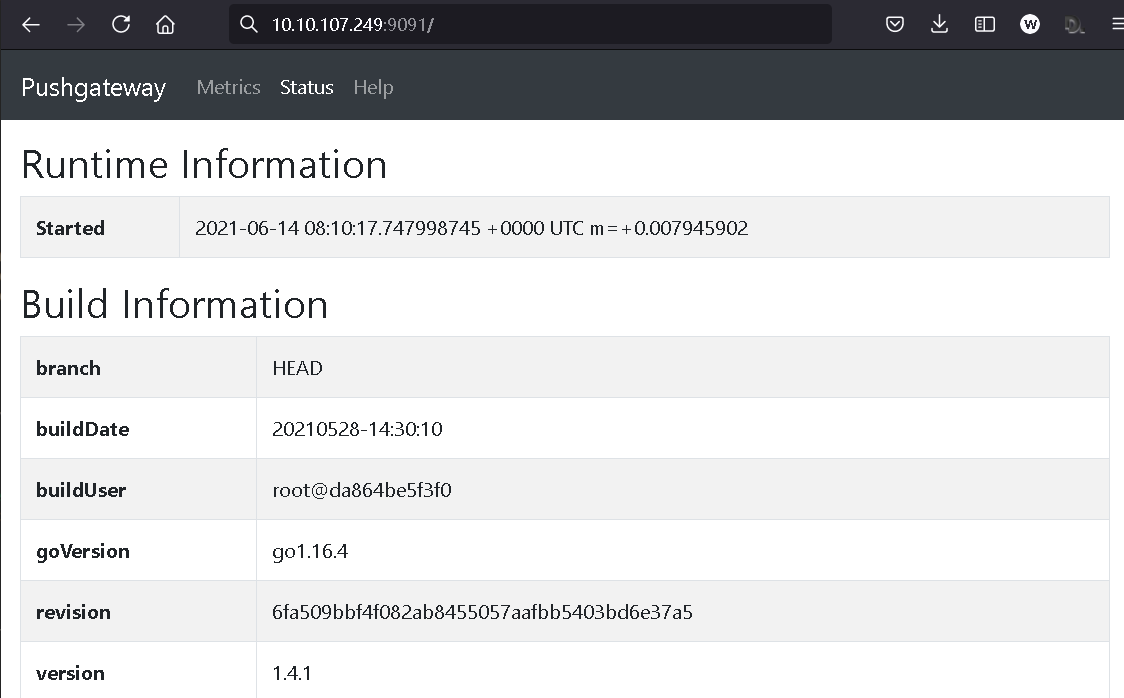 10.10.107.249:9091/
W
Pushgateway Metrics Status Help
Runtime Information
Started 2021-06-14 08:10:17.747998745 +0000 UTC m=+0.007945902
Build Information
branch HEAD
buildDate 20210528-14:30:10
buildUser root@da864be5f3f0
goVersion go1.16.4
revision 6fa509bbf4f082ab8455057aafbb5403bd6e37a5
version 1.4.1